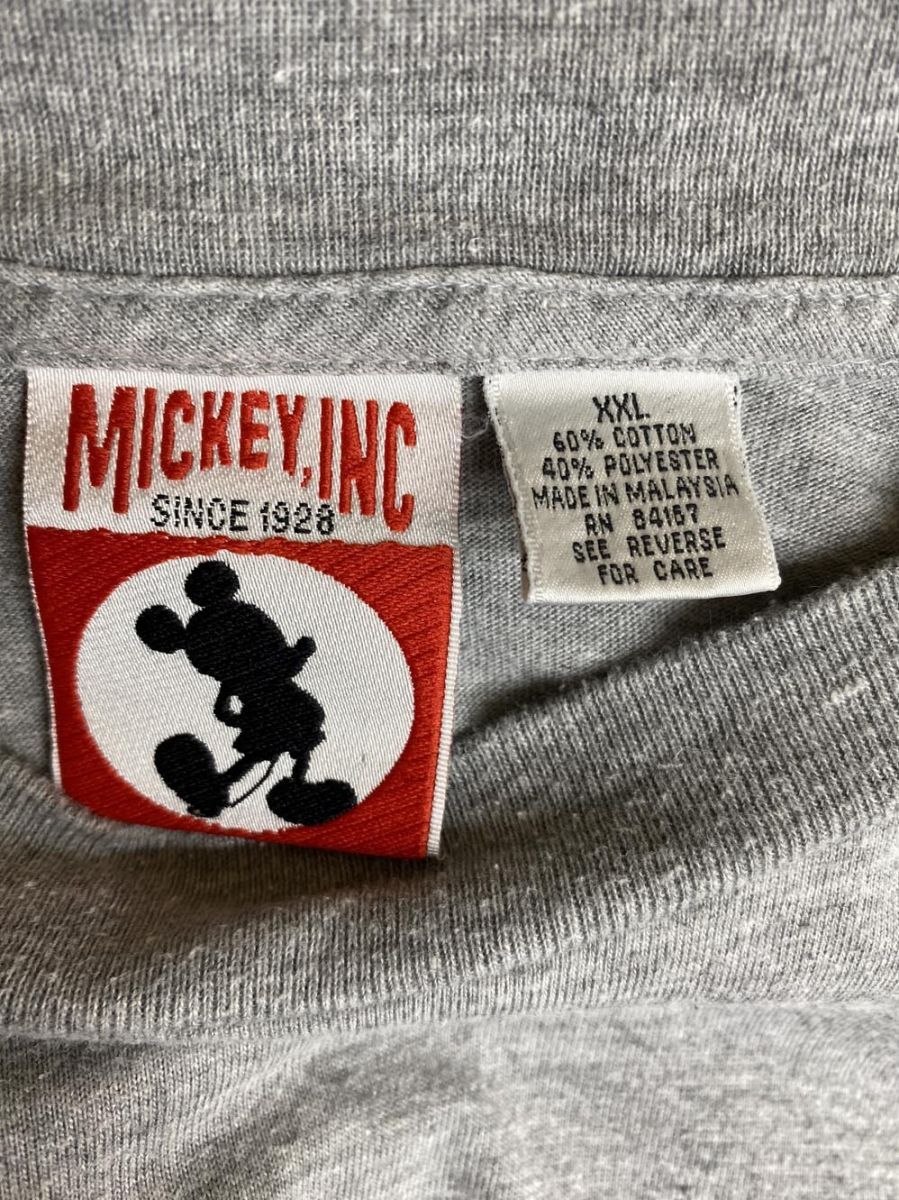 MICKEY, INC
SINCE 1928
XXL
60% COTTON
40% POLYESTER
MADE IN MALAYSIA
RN 84167
SEE REVERSE
FOR CARE